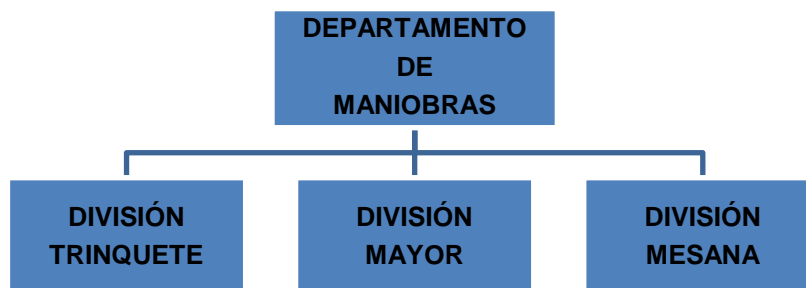 DEPARTAMENTO
DE
MANIOBRAS
DIVISIÓN
TRINQUETE
DIVISIÓN
MAYOR
DIVISIÓN
MESANA